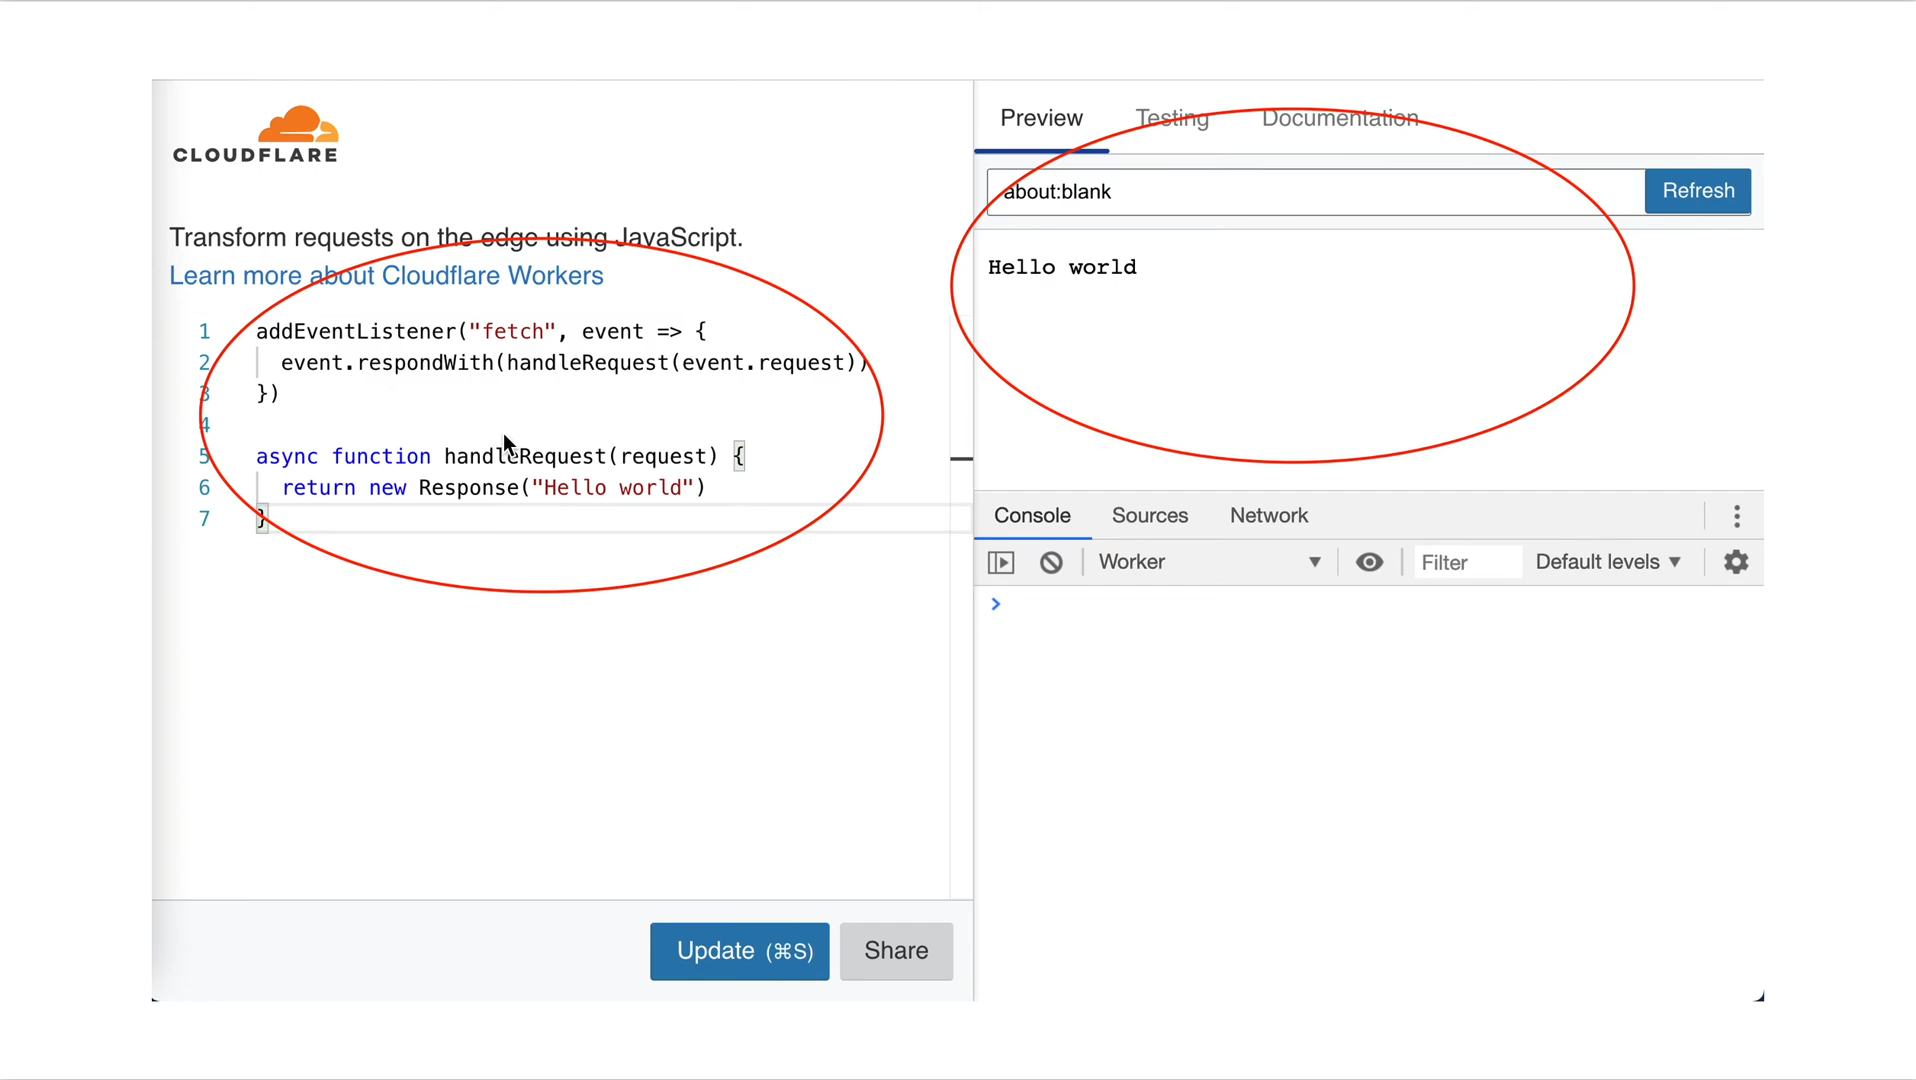 CLOUDFLARE
Transform requests on the edge using JavaScript.
Learn more about Cloudflare Workers
1 addEventListener("fetch", event => {
2 event.respondWith(handleRequest(event.request))
3 })
4
5 async function handleRequest(request) {
6 return new Response("Hello world")
7 }
Update (⌘S)
Share
Preview Testing Documentation
about:blank Refresh
Hello world
Console Sources Network
Worker ▼ Filter Default levels ▼
>